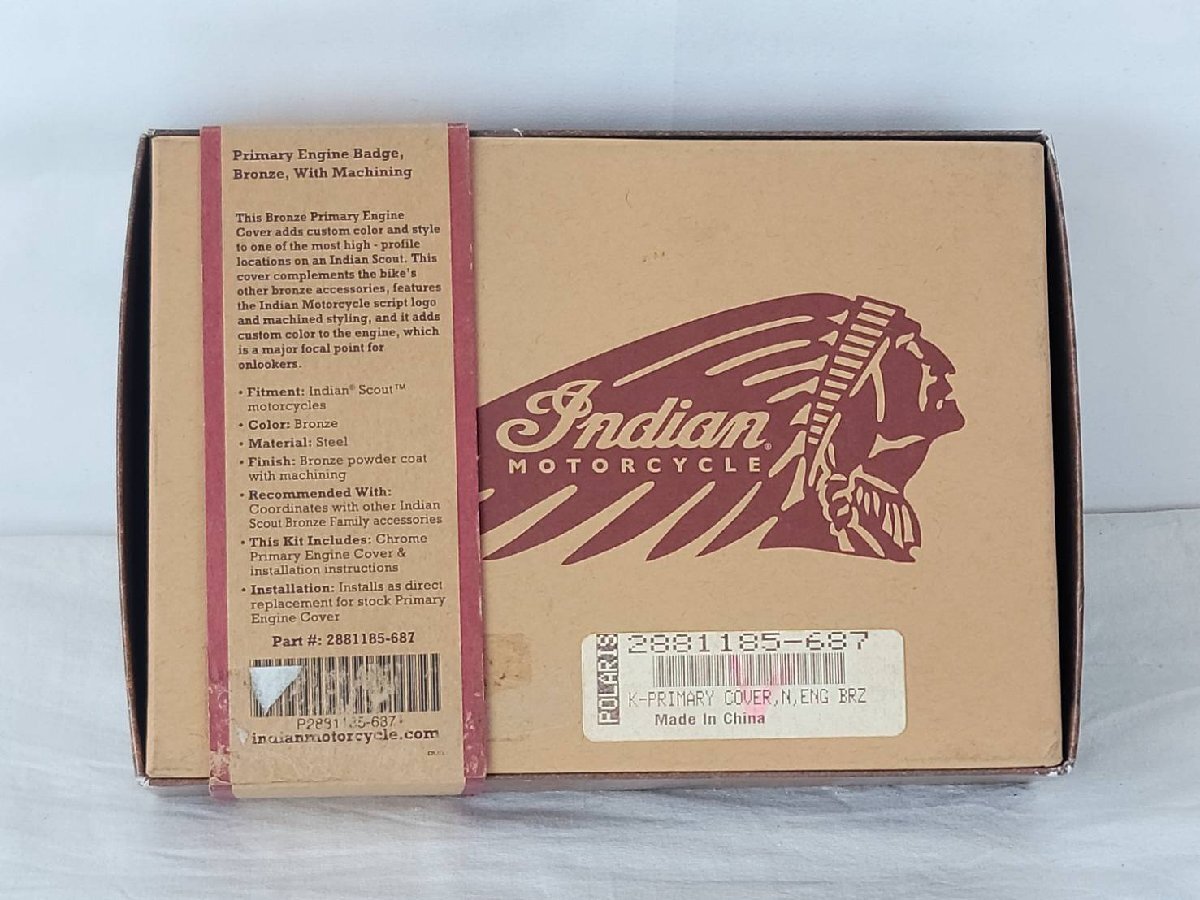 Primary Engine Badge,
Bronze, With Machining
This Bronze Primary Engine
Cover adds custom color and style
to one of the most high - profile
locations on an Indian Scout. This
cover complements the bike's
other bronze accessories, features
the Indian Motorcycle script logo
and machined styling, and it adds
custom color to the engine, which
is a major focal point for
onlookers.
• Fitment: Indian® Scout™
motorcycles
• Color: Bronze
• Material: Steel
• Finish: Bronze powder coat
with machining
• Recommended With:
Coordinates with other Indian
Scout Bronze Family accessories
• This Kit Includes: Chrome
Primary Engine Cover &
installation instructions
• Installation: Installs as direct
replacement for stock Primary
Engine Cover
Part #: 2881185-687
P2881185-687
indianmotorcycle.com
Indian®
MOTORCYCLE
POLARIS
2881185-687
K-PRIMARY COVER,N,ENG BRZ
Made In China